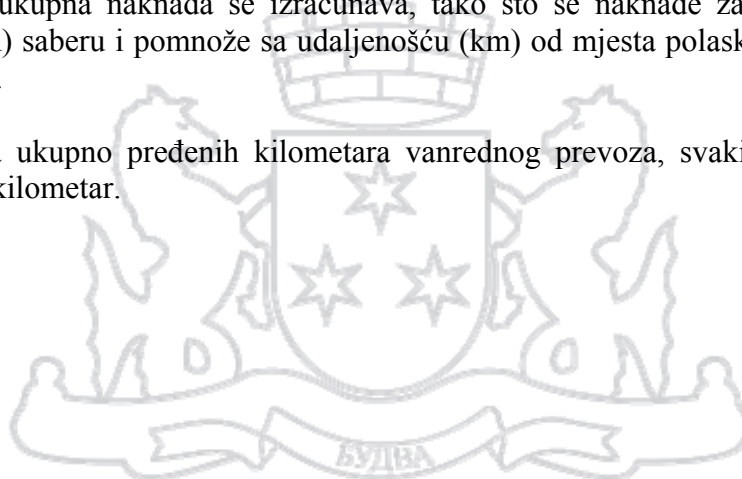 ukupna naknada se izračunava, tako što se naknade za
) saberu i pomnože sa udaljenošću (km) od mjesta polask
ukupno pređenih kilometara vanrednog prevoza, svaki
kilometar.
БУДВА